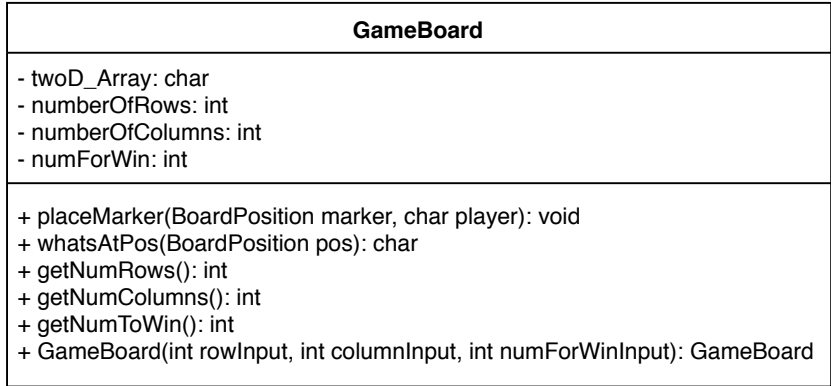 GameBoard
- twoD_Array: char
- numberOfRows: int
- numberOfColumns: int
- numForWin: int
+ placeMarker(BoardPosition marker, char player): void
+ whatsAtPos(BoardPosition pos): char
+ getNumRows(): int
+ getNumColumns(): int
+ getNumToWin(): int
+ GameBoard(int rowInput, int columnInput, int numForWinInput): GameBoard